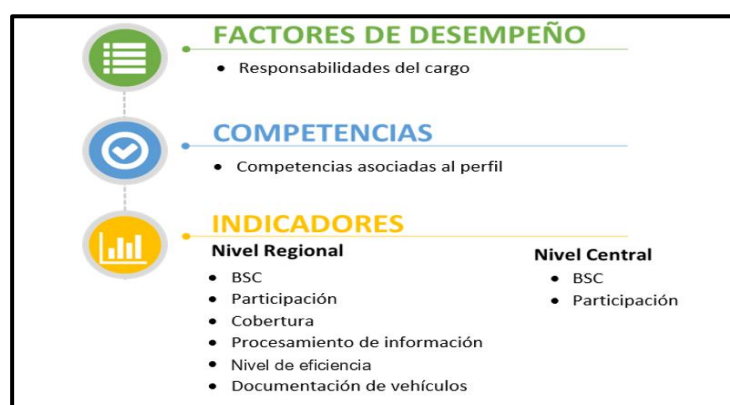 FACTORES DE DESEMPEÑO
• Responsabilidades del cargo
COMPETENCIAS
• Competencias asociadas al perfil
INDICADORES
Nivel Regional
• BSC
• Participación
• Cobertura
• Procesamiento de información
• Nivel de eficiencia
• Documentación de vehículos
Nivel Central
• BSC
• Participación